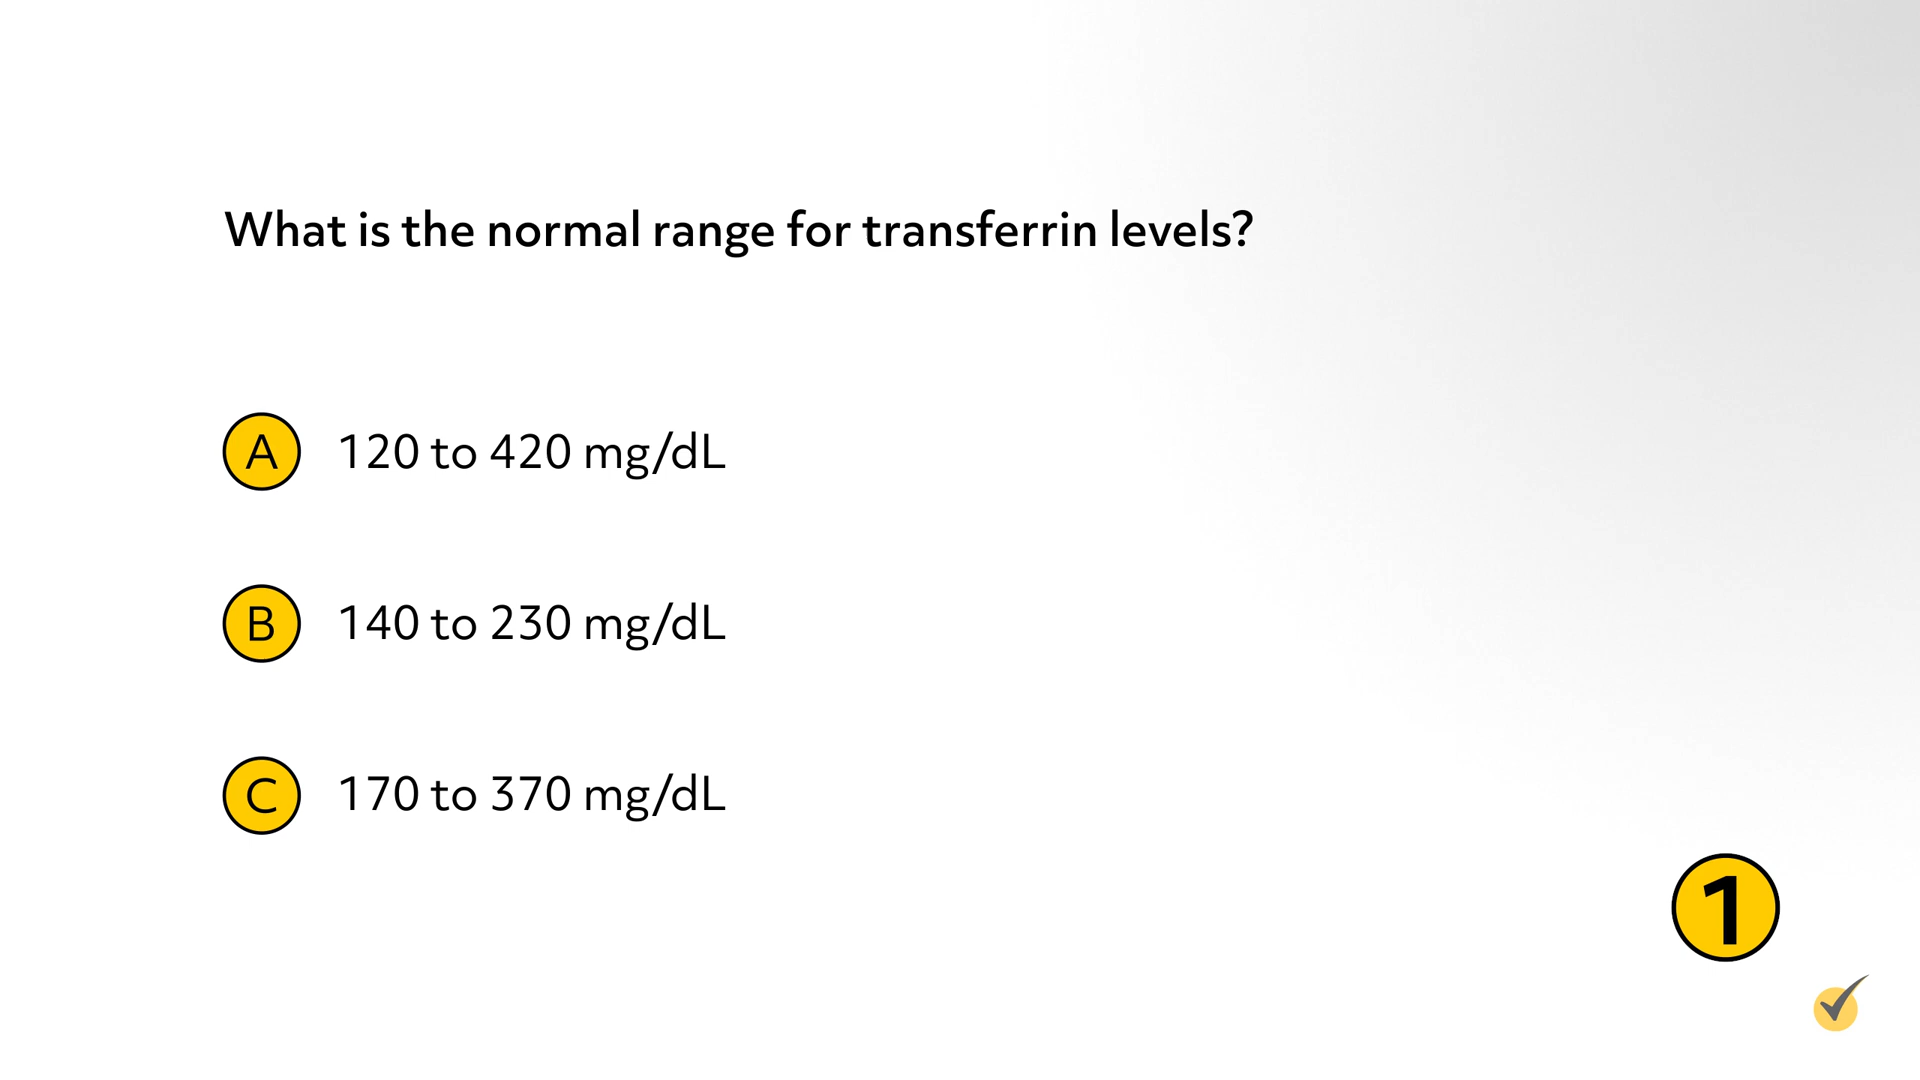 What is the normal range for transferrin levels?
A 120 to 420 mg/dL
B 140 to 230 mg/dL
C 170 to 370 mg/dL
1